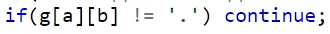 if(g[a][b] != '.') continue;